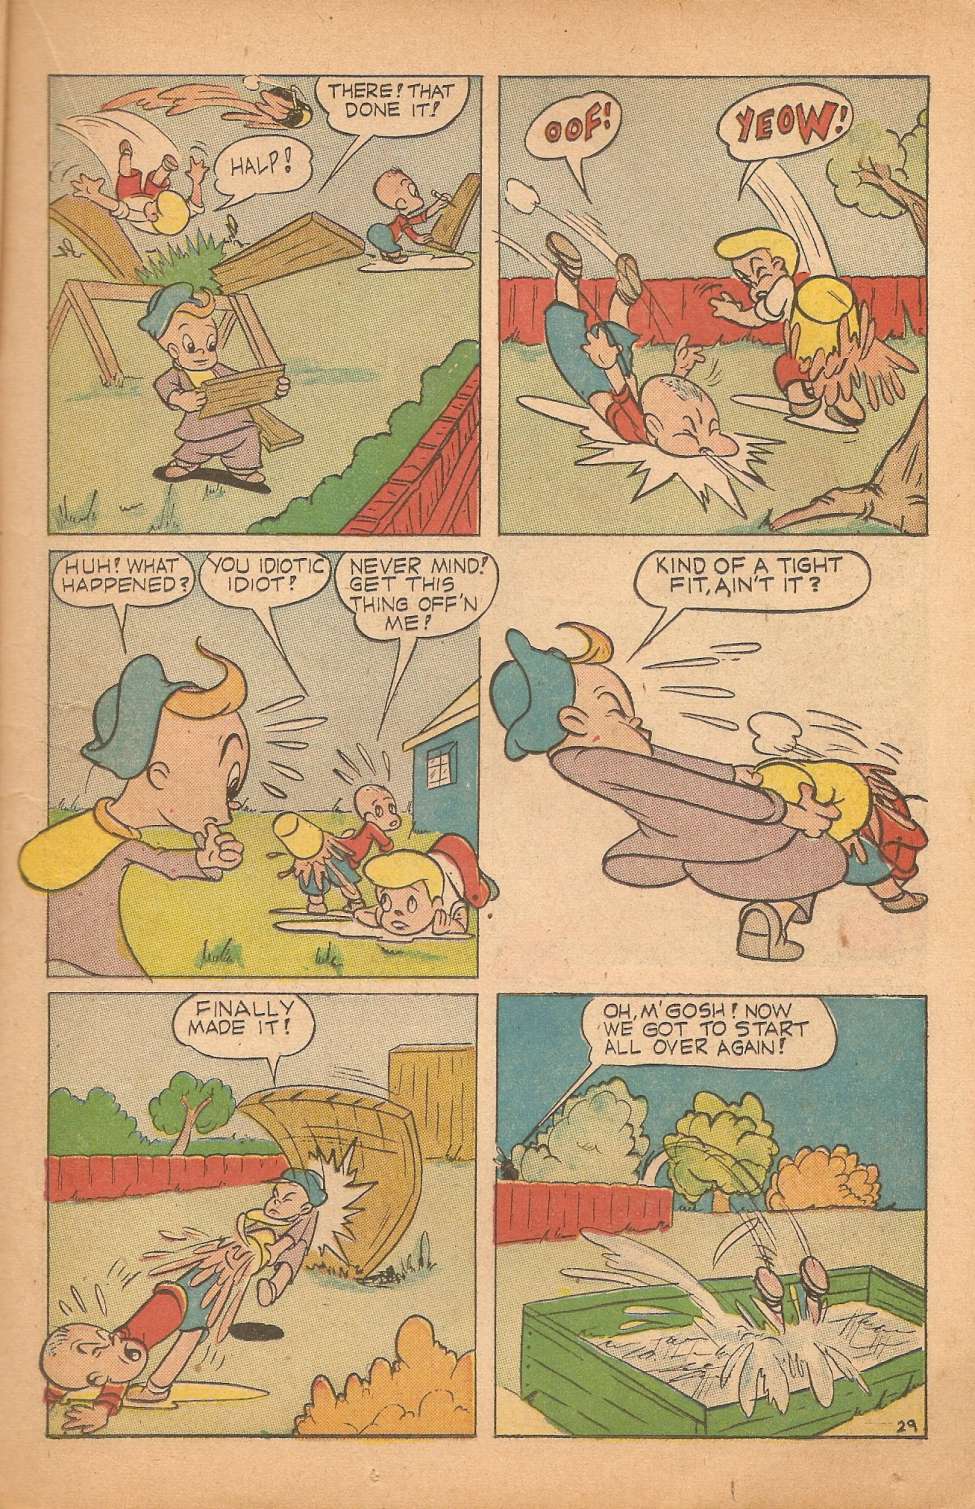 THERE! THAT
DONE IT!
HALP!
OOF!
YEOW!
HUH! WHAT
HAPPENED?
YOU IDIOTIC
IDIOT!
NEVER MIND!
GET THIS
THING OFF'N
ME!
KIND OF A TIGHT
FIT, AIN'T IT?
FINALLY
MADE IT!
OH, M'GOSH! NOW
WE GOT TO START
ALL OVER AGAIN!
29